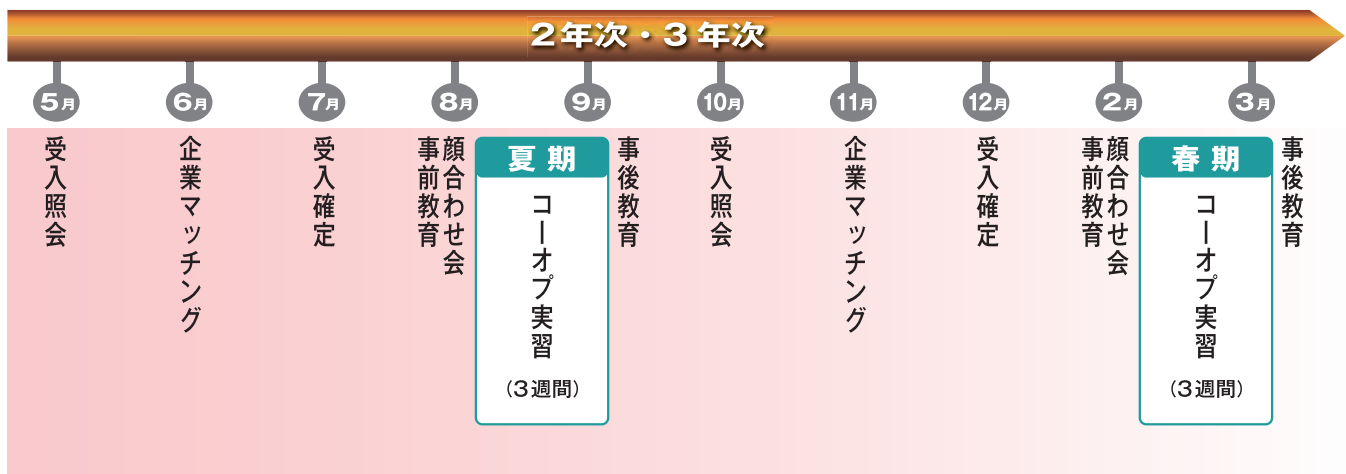 2年次・3年次
5月
6月
7月
8月
9月
10月
11月
12月
2月
3月
受入照会
企業マッチング
受入確定
顔合わせ会
事前教育
夏期
コーオプ実習
(3週間)
事後教育
受入照会
企業マッチング
受入確定
顔合わせ会
事前教育
春期
コーオプ実習
(3週間)
事後教育